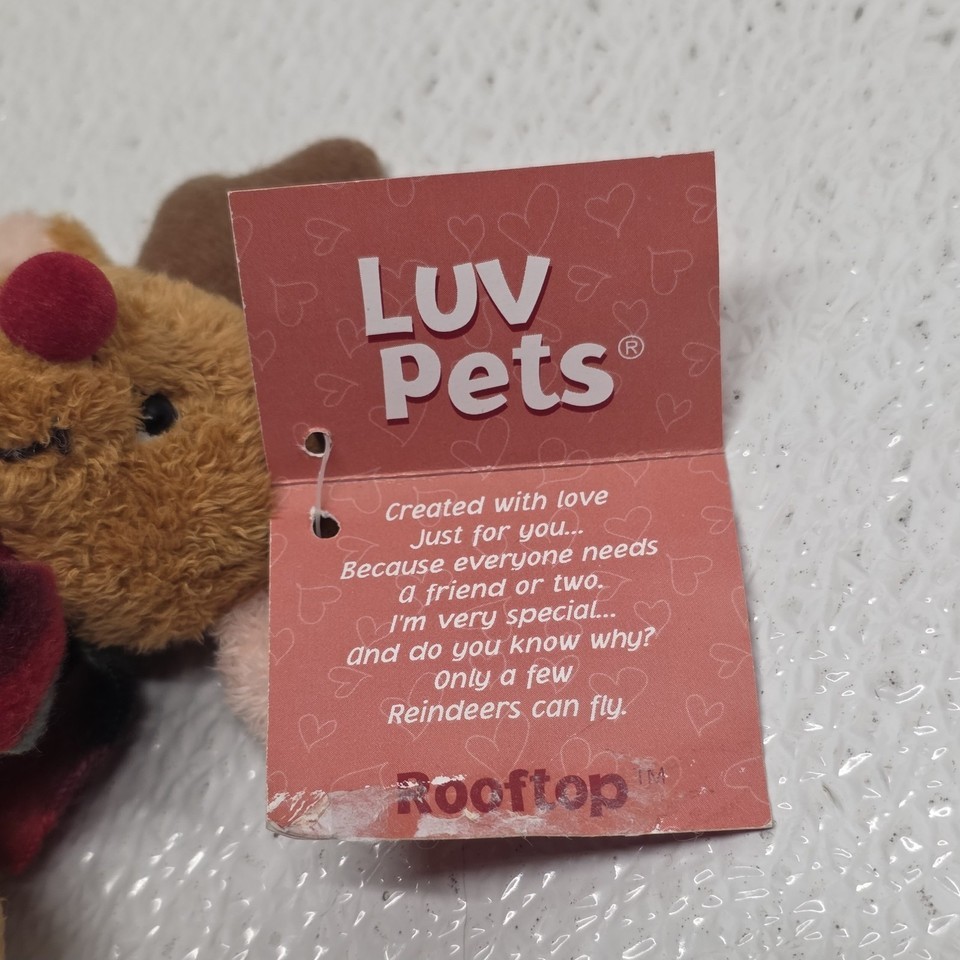 Luv
Pets®
Created with love
Just for you...
Because everyone needs
a friend or two.
I'm very special...
and do you know why?
Only a few
Reindeers can fly.
Rooftop™